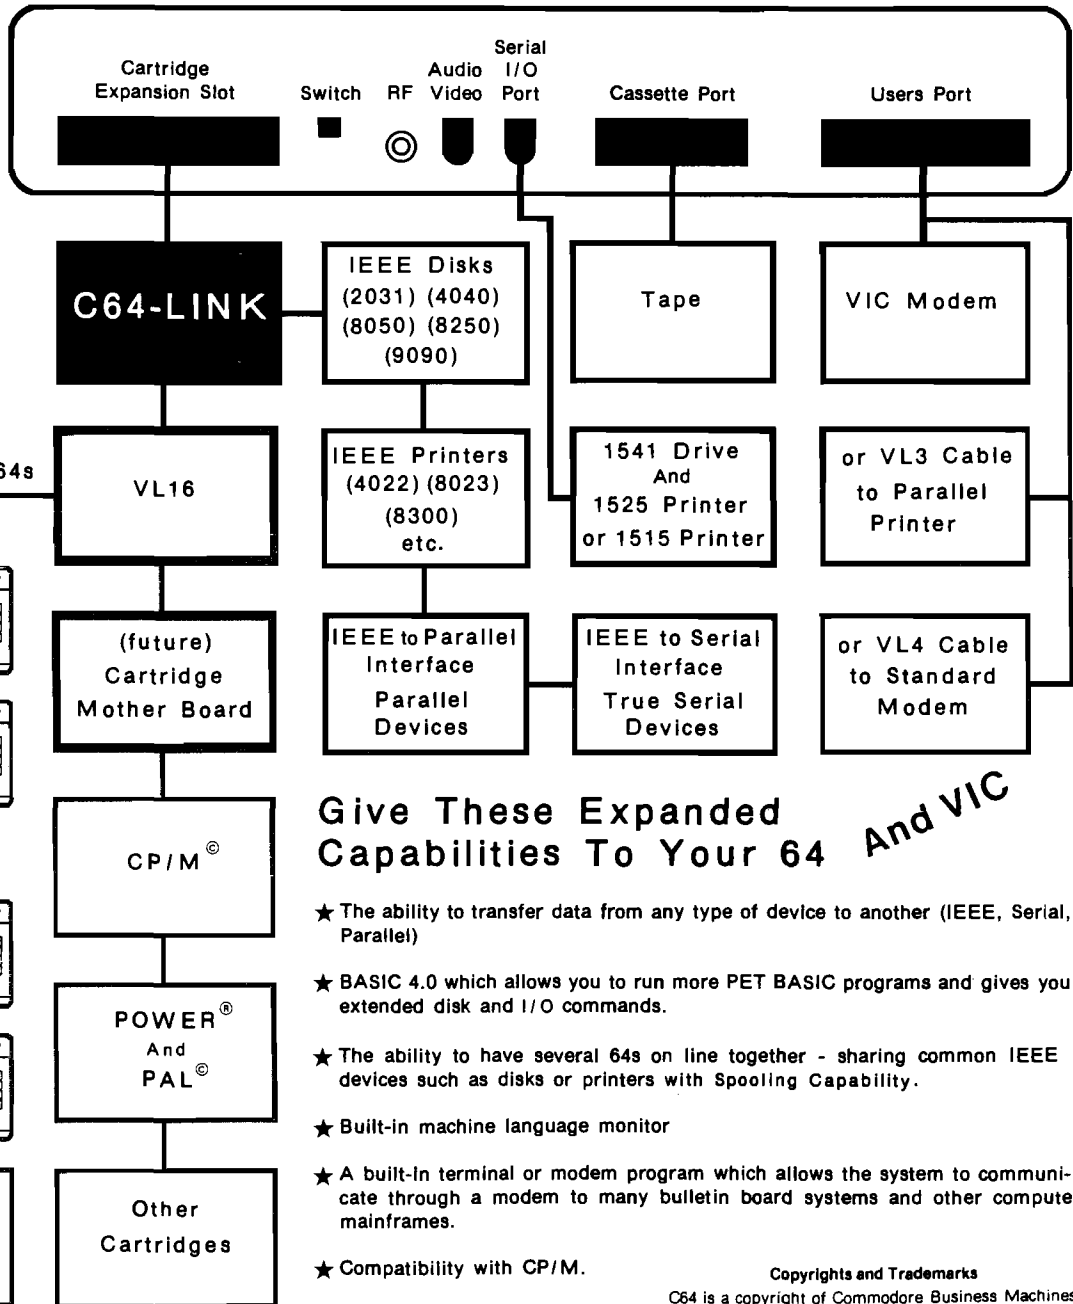 Cartridge
Expansion Slot
Switch
RF
Audio
Video
Serial
I/O
Port
Cassette Port
Users Port
C64-LINK
IEEE Disks
(2031) (4040)
(8050) (8250)
(9090)
Tape
VIC Modem
64s
VL16
IEEE Printers
(4022) (8023)
(8300)
etc.
1541 Drive
And
1525 Printer
or 1515 Printer
or VL3 Cable
to Parallel
Printer
(future)
Cartridge
Mother Board
IEEE to Parallel
Interface
Parallel
Devices
IEEE to Serial
Interface
True Serial
Devices
or VL4 Cable
to Standard
Modem
CP/M©
POWER®
And
PAL©
Other
Cartridges
Give These Expanded
Capabilities To Your 64
And VIC
★ The ability to transfer data from any type of device to another (IEEE, Serial,
Parallel)
★ BASIC 4.0 which allows you to run more PET BASIC programs and gives you
extended disk and I/O commands.
★ The ability to have several 64s on line together - sharing common IEEE
devices such as disks or printers with Spooling Capability.
★ Built-in machine language monitor
★ A built-in terminal or modem program which allows the system to communi-
cate through a modem to many bulletin board systems and other compute
mainframes.
★ Compatibility with CP/M.
Copyrights and Trademarks
C64 is a copyright of Commodore Business Machines